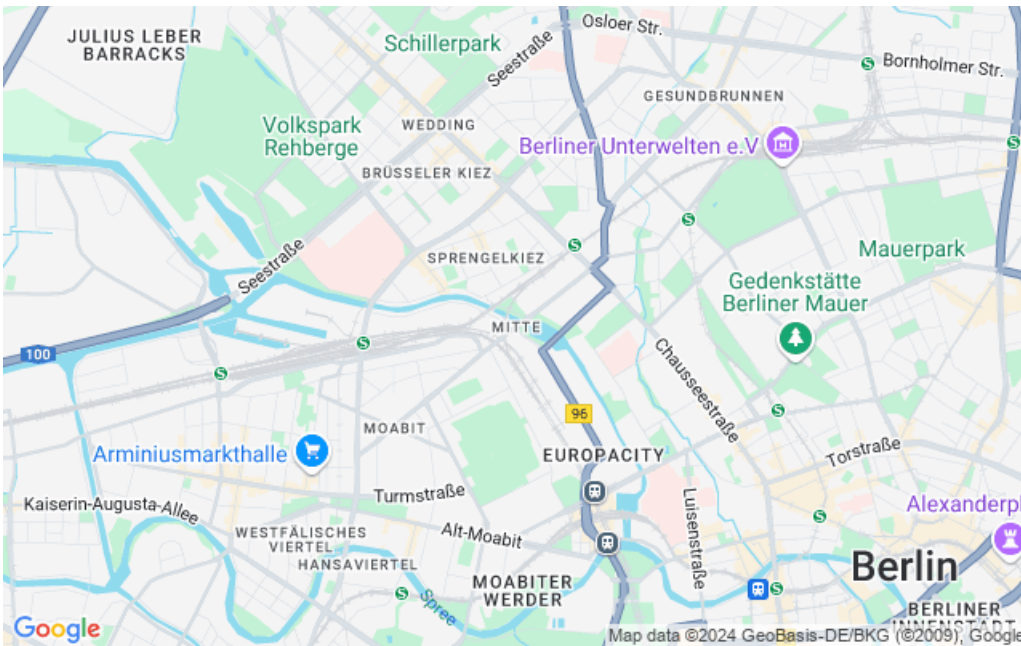 Osloer Str.
JULIUS LEBER
BARRACKS
Schillerpark
Seestraße
Bornholmer Str.
GESUNDBRUNNEN
Volkspark
Rehberge
WEDDING
Berliner Unterwelten e.V
BRÜSSELER KIEZ
Seestraße
SPRENGELKIEZ
Mauerpark
Gedenkstätte
Berliner Mauer
MITTE
100
Chausseestraße
96
MOABIT
Arminiusmarkthalle
EUROPACITY
Torstraße
Turmstraße
Kaiserin-Augusta-Allee
Luisenstraße
Alexanderpl
WESTFÄLISCHES
VIERTEL
Alt-Moabit
HANSAVIERTEL
MOABITER
WERDER
Berlin
Spree
BERLINER
INNENSTADT
Google
Map data ©2024 GeoBasis-DE/BKG (©2009), Google